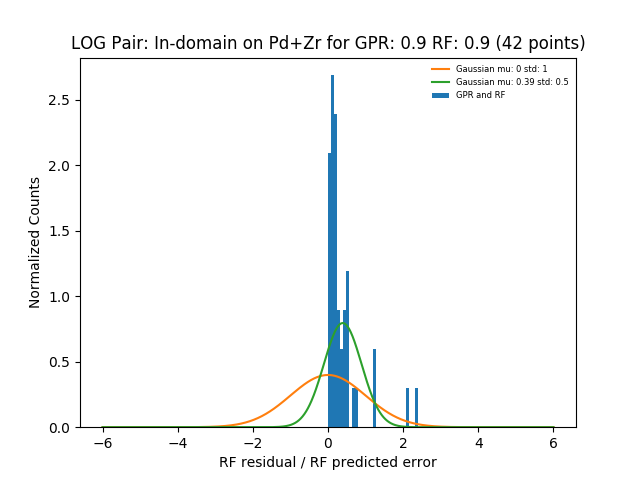 LOG Pair: In-domain on Pd+Zr for GPR: 0.9 RF: 0.9 (42 points)
Gaussian mu: 0 std: 1
Gaussian mu: 0.39 std: 0.5
GPR and RF
Normalized Counts
2.5
2.0
1.5
1.0
0.5
0.0
−6 −4 −2 0 2 4 6
RF residual / RF predicted error